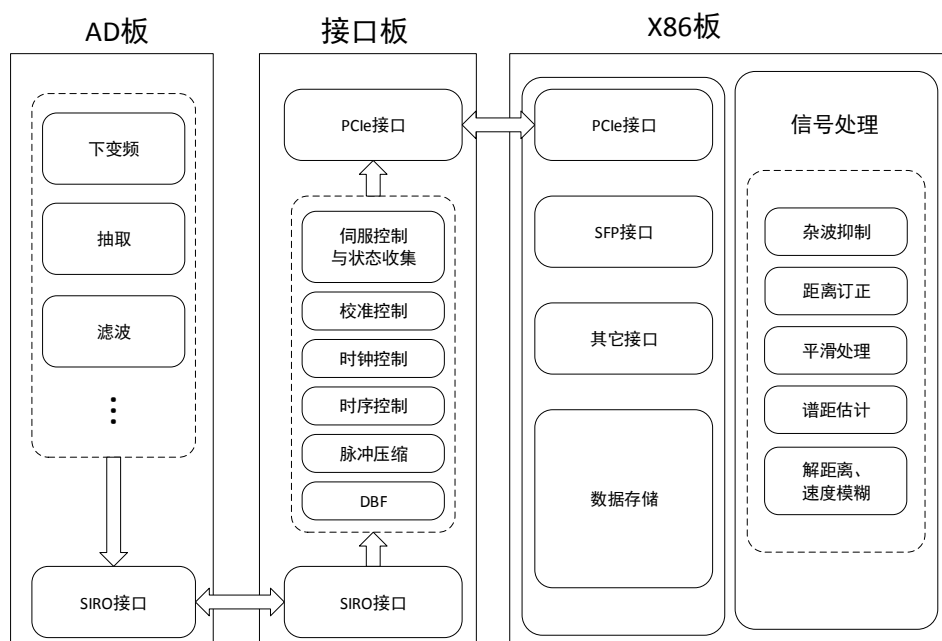 AD板
下变频
抽取
滤波
⋮
SIRO接口
接口板
PCIe接口
伺服控制
与状态收集
校准控制
时钟控制
时序控制
脉冲压缩
DBF
SIRO接口
X86板
PCIe接口
SFP接口
其它接口
数据存储
信号处理
杂波抑制
距离订正
平滑处理
谱距估计
解距离、
速度模糊